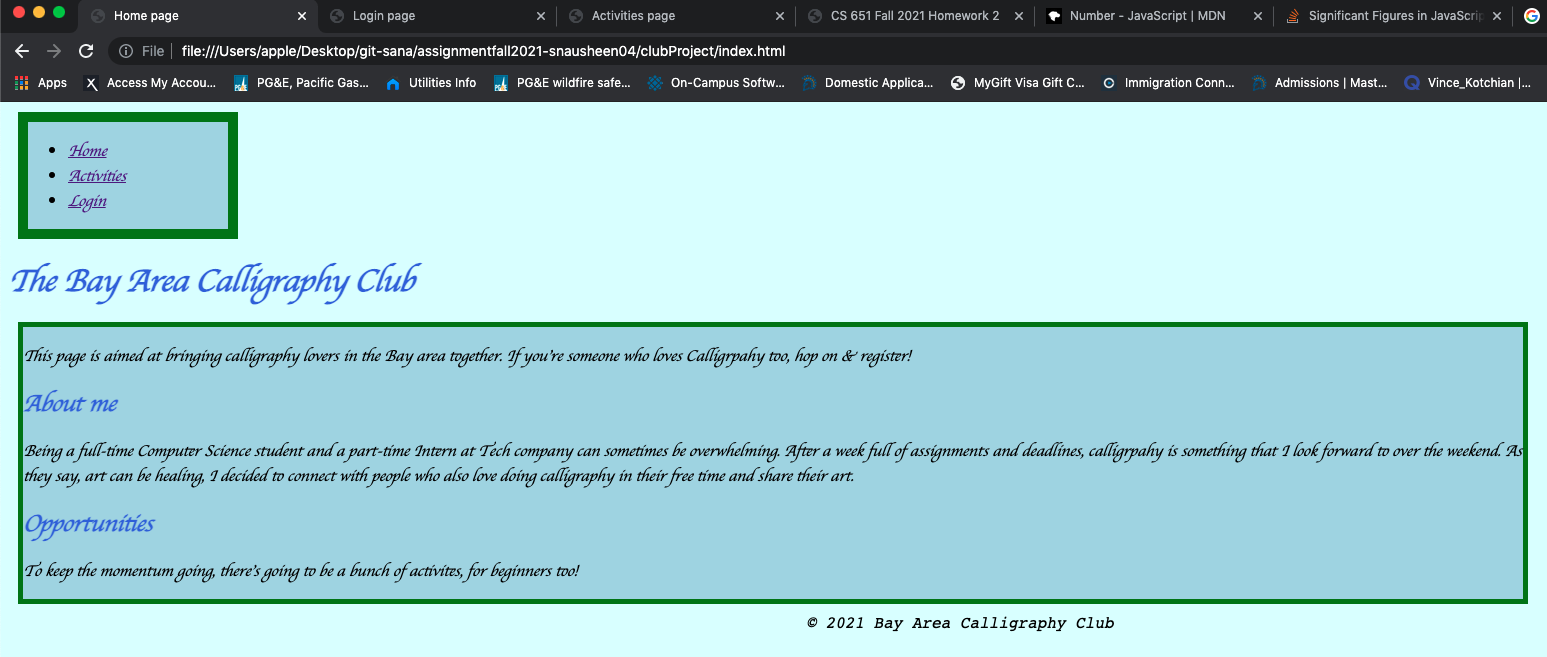 Home page
Login page
Activities page
CS 651 Fall 2021 Homework 2
Number - JavaScript | MDN
Significant Figures in JavaScrip
File
file:///Users/apple/Desktop/git-sana/assignmentfall2021-snausheen04/clubProject/index.html
Apps
Access My Accou...
PG&E, Pacific Gas...
Utilities Info
PG&E wildfire safe...
On-Campus Softw...
Domestic Applica...
MyGift Visa Gift C...
Immigration Conn...
Admissions | Mast...
Vince_Kotchian |...
Home
Activities
Login
The Bay Area Calligraphy Club
This page is aimed at bringing calligraphy lovers in the Bay area together. If you're someone who loves Calligrpahy too, hop on & register!
About me
Being a full-time Computer Science student and a part-time Intern at Tech company can sometimes be overwhelming. After a week full of assignments and deadlines, calligrpahy is something that I look forward to over the weekend. As
they say, art can be healing, I decided to connect with people who also love doing calligraphy in their free time and share their art.
Opportunities
To keep the momentum going, there's going to be a bunch of activites, for beginners too!
© 2021 Bay Area Calligraphy Club